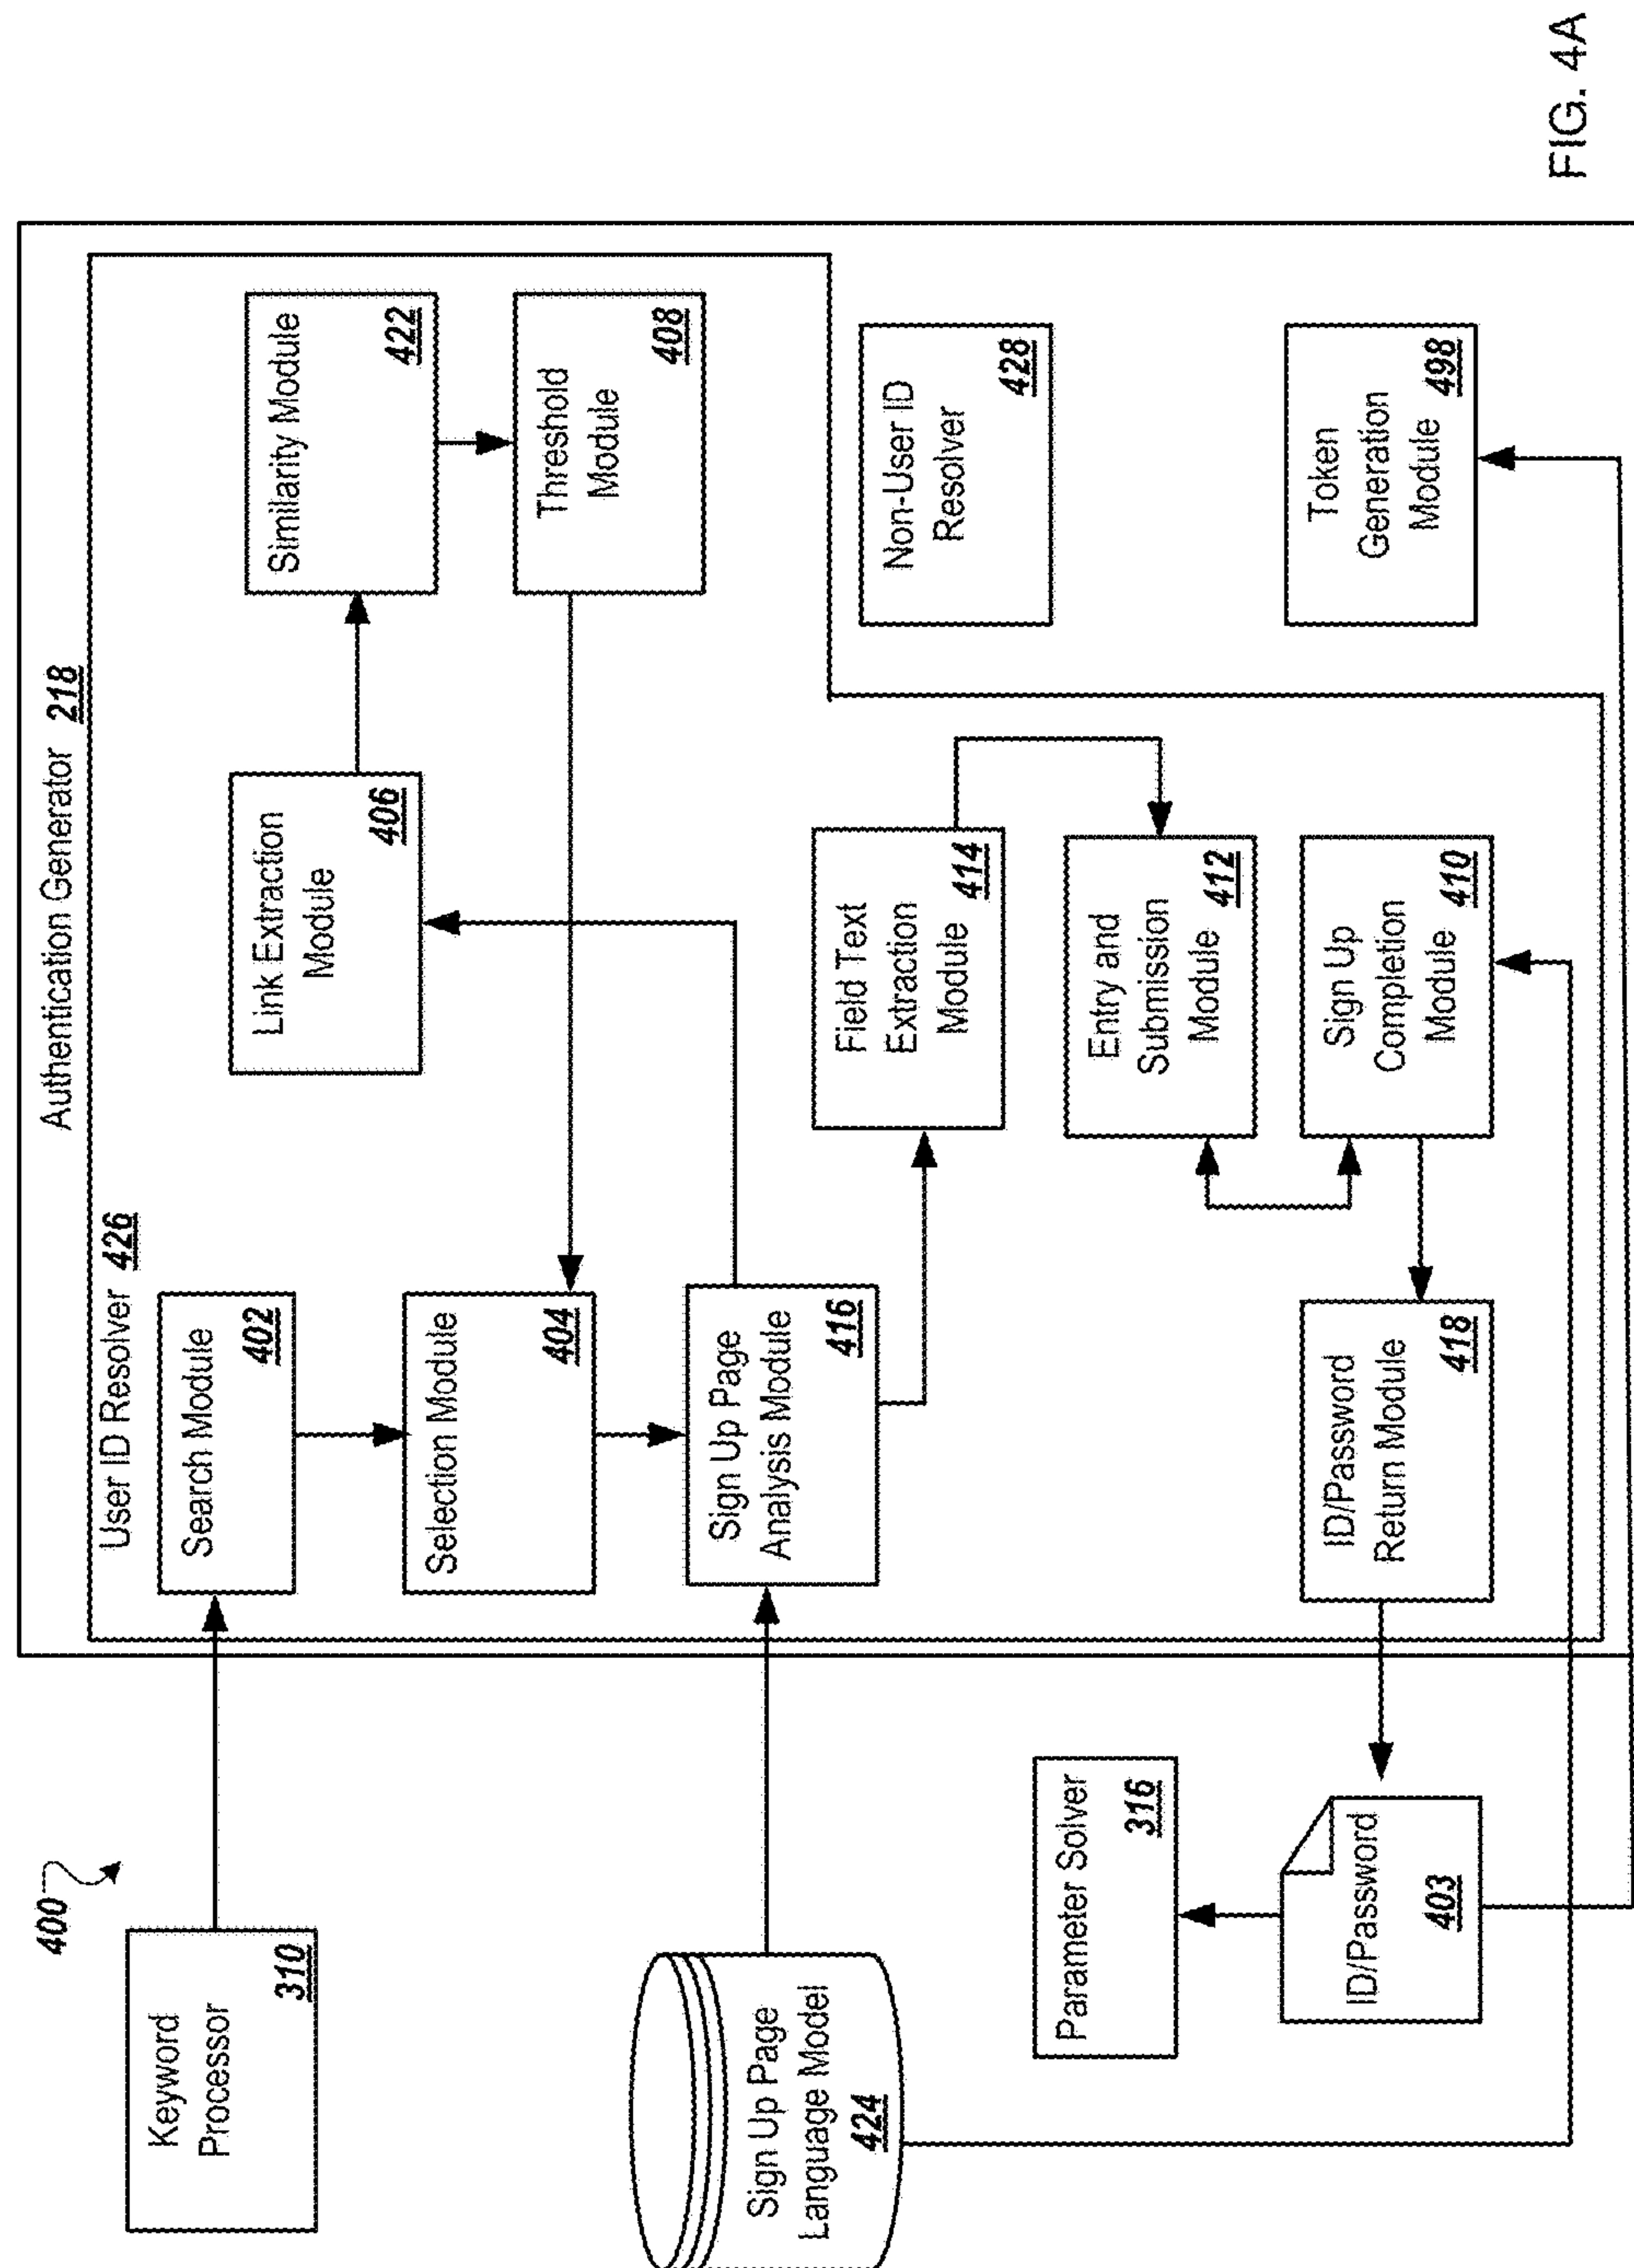 400
Keyword
Processor
310
Sign Up Page
Language Model
424
Parameter Solver
316
ID/Password
403
Authentication Generator 218
User ID Resolver 426
Search Module
402
Selection Module
404
Sign Up Page
Analysis Module
416
Link Extraction
Module
406
Similarity Module
422
Threshold
Module
408
Field Text
Extraction
Module
414
Entry and
Submission
Module
412
Sign Up
Completion
Module
410
ID/Password
Return Module
418
Non-User ID
Resolver
428
Token
Generation
Module
498
FIG. 4A